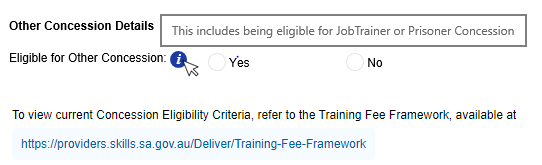 Other Concession Details This includes being eligible for JobTrainer or Prisoner Concession
Eligible for Other Concession: i Yes No
To view current Concession Eligibility Criteria, refer to the Training Fee Framework, available at
https://providers.skills.sa.gov.au/Deliver/Training-Fee-Framework